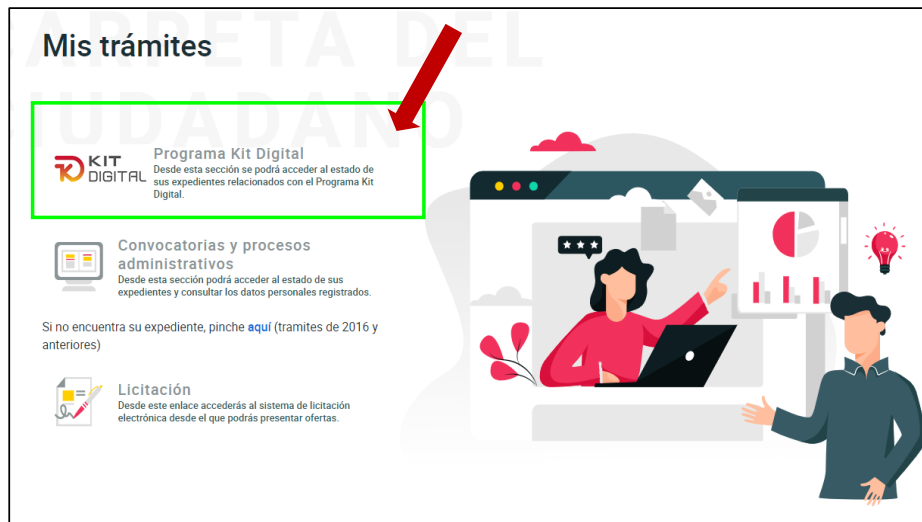 CARPETA DEL
CIUDADANO
Mis trámites
KIT
DIGITAL
Programa Kit Digital
Desde esta sección se podrá acceder al estado de
sus expedientes relacionados con el Programa Kit
Digital.
Convocatorias y procesos
administrativos
Desde esta sección podrá acceder al estado de sus
expedientes y consultar los datos personales registrados.
Si no encuentra su expediente, pinche aquí (tramites de 2016 y
anteriores)
Licitación
Desde este enlace accederás al sistema de licitación
electrónica desde el que podrás presentar ofertas.